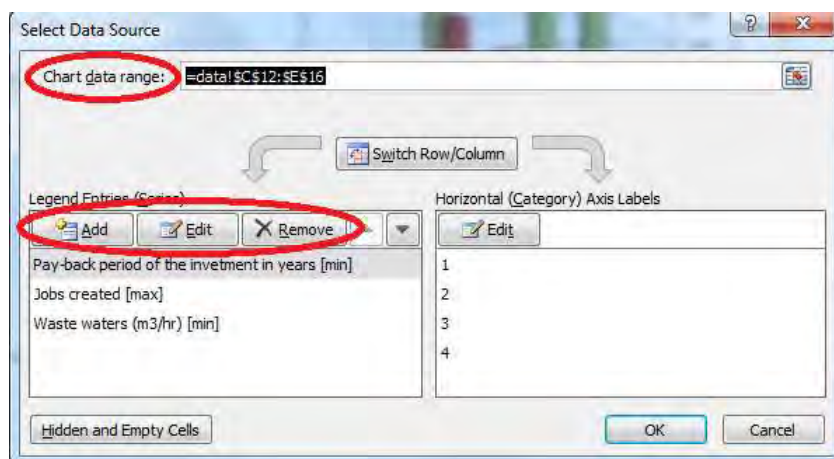 Select Data Source
Chart data range: =data!$C$12:$E$16
Switch Row/Column
Legend Entries (Series)
Horizontal (Category) Axis Labels
Add Edit Remove
Edit
Pay-back period of the invetment in years [min]
1
Jobs created [max]
2
Waste waters (m3/hr) [min]
3
4
Hidden and Empty Cells
OK
Cancel